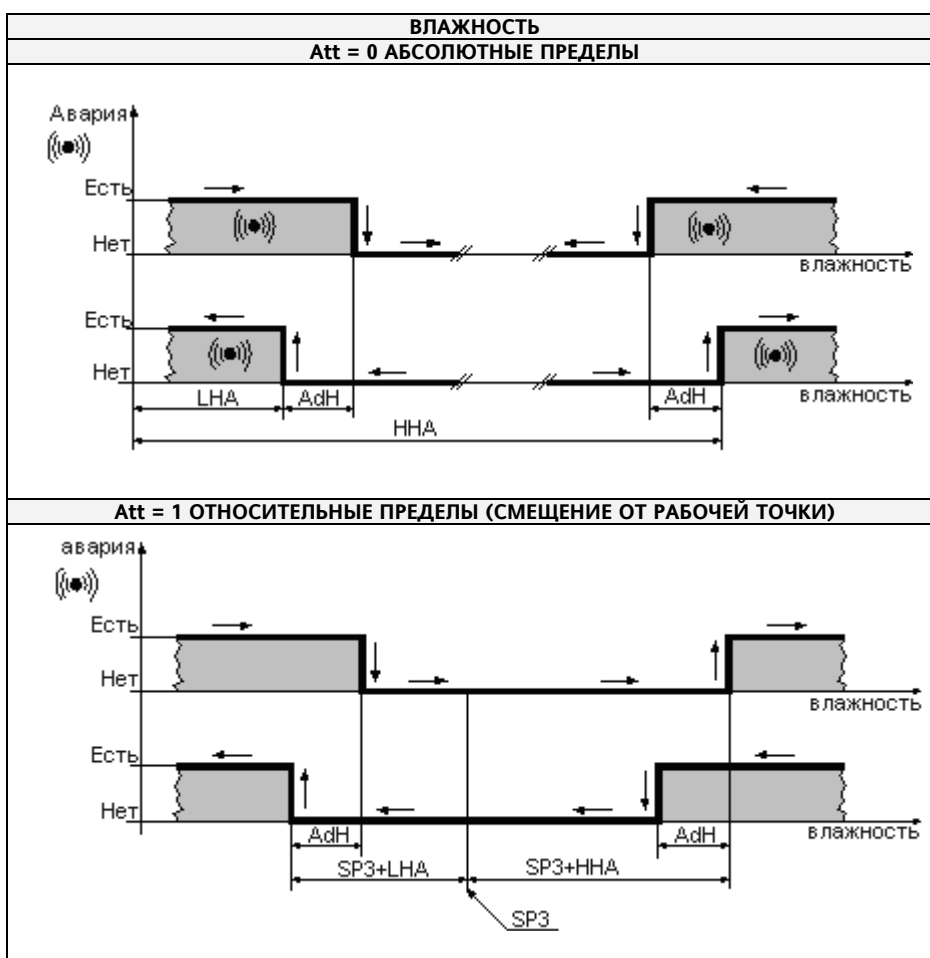 ВЛАЖНОСТЬ
Att = 0 АБСОЛЮТНЫЕ ПРЕДЕЛЫ
Авария
Есть
Нет
влажность
Есть
Нет
LHA AdH AdH влажность
HHA
Att = 1 ОТНОСИТЕЛЬНЫЕ ПРЕДЕЛЫ (СМЕЩЕНИЕ ОТ РАБОЧЕЙ ТОЧКИ)
авария
Есть
Нет
влажность
Есть
Нет
AdH AdH влажность
SP3+LHA SP3+HHA
SP3